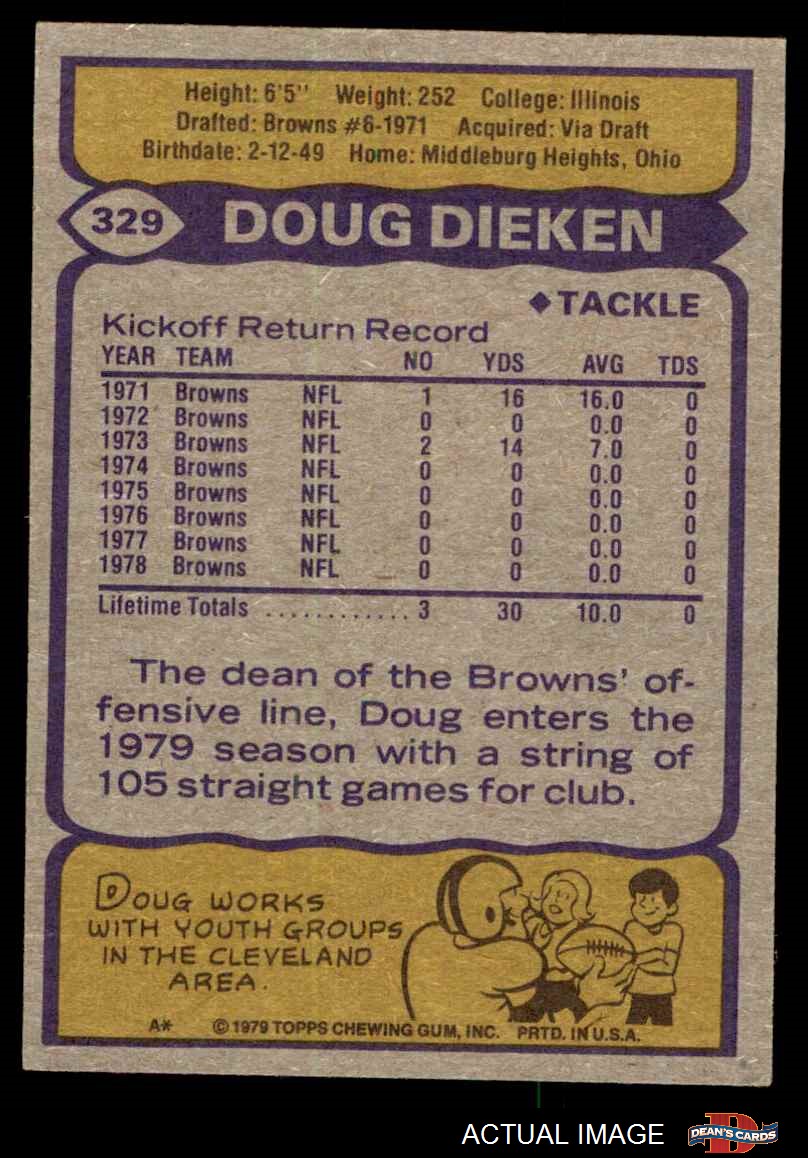 Height: 6'5" Weight: 252 College: Illinois
Drafted: Browns #6-1971 Acquired: Via Draft
Birthdate: 2-12-49 Home: Middleburg Heights, Ohio
329 DOUG DIEKEN
◆TACKLE
Kickoff Return Record
YEAR TEAM NO YDS AVG TDS
1971 Browns NFL 1 16 16.0 0
1972 Browns NFL 0 0 0.0 0
1973 Browns NFL 2 14 7.0 0
1974 Browns NFL 0 0 0.0 0
1975 Browns NFL 0 0 0.0 0
1976 Browns NFL 0 0 0.0 0
1977 Browns NFL 0 0 0.0 0
1978 Browns NFL 0 0 0.0 0
Lifetime Totals ............. 3 30 10.0 0
The dean of the Browns' of-
fensive line, Doug enters the
1979 season with a string of
105 straight games for club.
DOUG WORKS
WITH YOUTH GROUPS
IN THE CLEVELAND
AREA.
A* © 1979 TOPPS CHEWING GUM, INC. PRTD. IN U.S.A.
ACTUAL IMAGE
DEAN'S CARDS